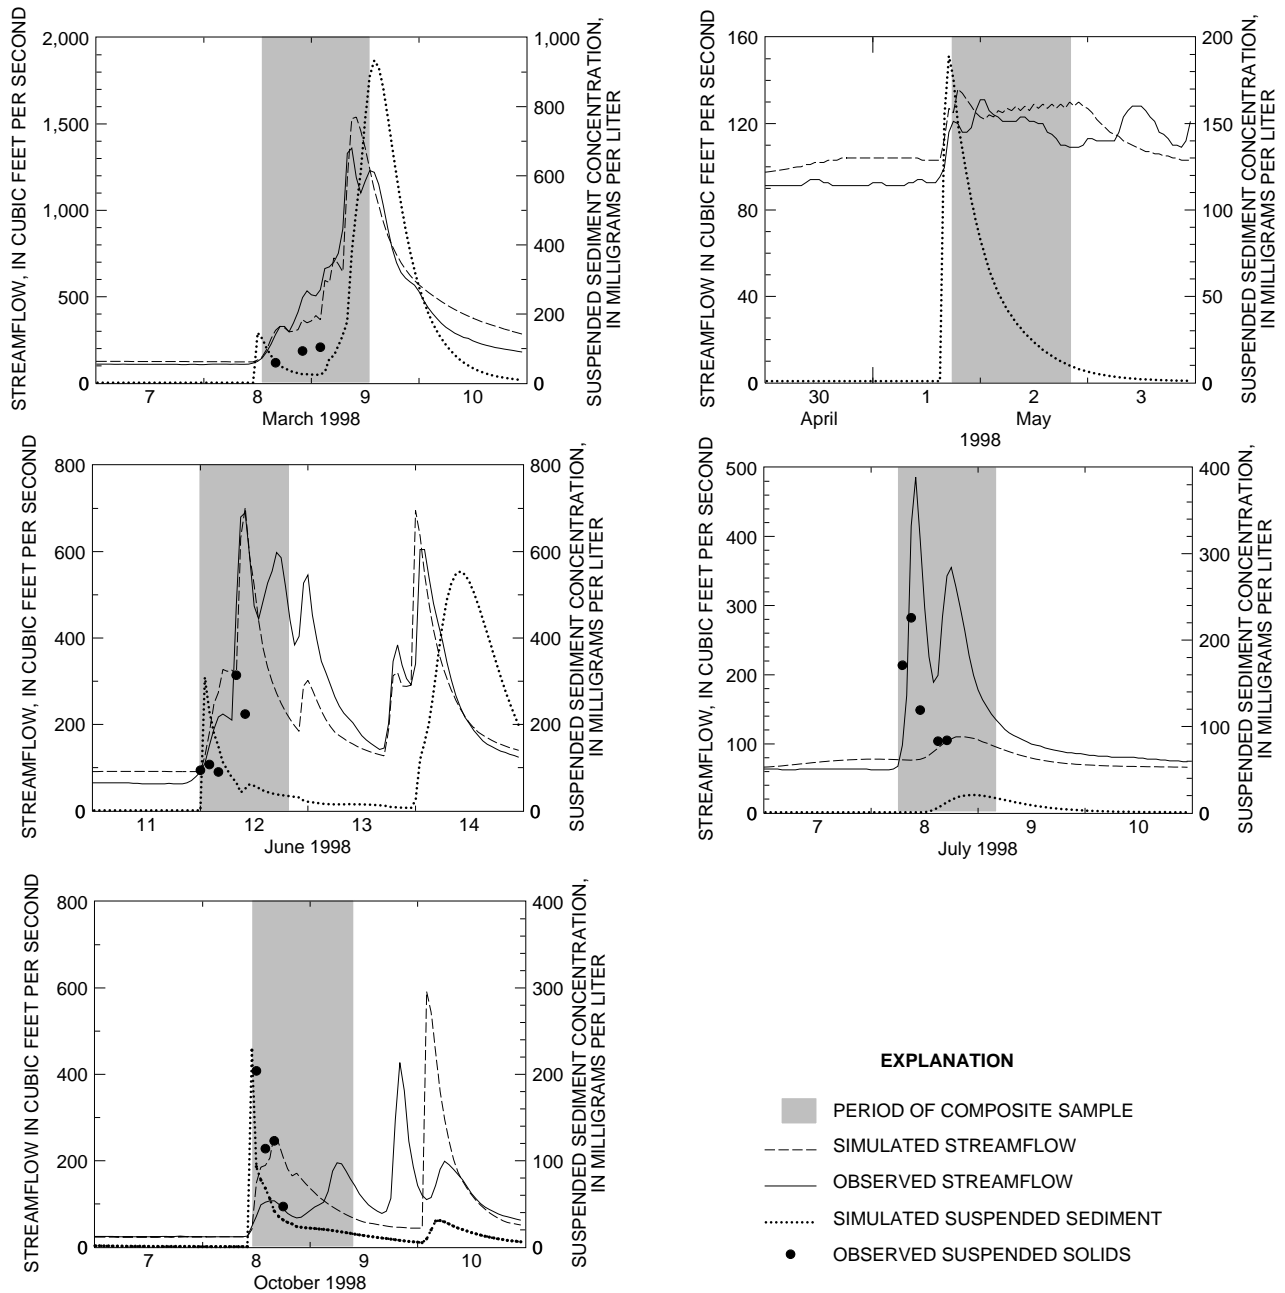 STREAMFLOW, IN CUBIC FEET PER SECOND
2,000
1,500
1,000
500
0
7
8
9
10
March 1998
1,000
800
600
400
200
0
SUSPENDED SEDIMENT CONCENTRATION,
IN MILLIGRAMS PER LITER
STREAMFLOW IN CUBIC FEET PER SECOND
160
120
80
40
0
30
1
2
3
April
May
1998
200
150
100
50
0
SUSPENDED SEDIMENT CONCENTRATION,
IN MILLIGRAMS PER LITER
STREAMFLOW, IN CUBIC FEET PER SECOND
800
600
400
200
0
11
12
13
14
June 1998
800
600
400
200
0
SUSPENDED SEDIMENT CONCENTRATION,
IN MILLIGRAMS PER LITER
STREAMFLOW, IN CUBIC FEET PER SECOND
500
400
300
200
100
0
7
8
9
10
July 1998
400
300
200
100
0
SUSPENDED SEDIMENT CONCENTRATION,
IN MILLIGRAMS PER LITER
STREAMFLOW IN CUBIC FEET PER SECOND
800
600
400
200
0
7
8
9
10
October 1998
400
300
200
100
0
SUSPENDED SEDIMENT CONCENTRATION,
IN MILLIGRAMS PER LITER
EXPLANATION
PERIOD OF COMPOSITE SAMPLE
SIMULATED STREAMFLOW
OBSERVED STREAMFLOW
SIMULATED SUSPENDED SEDIMENT
OBSERVED SUSPENDED SOLIDS